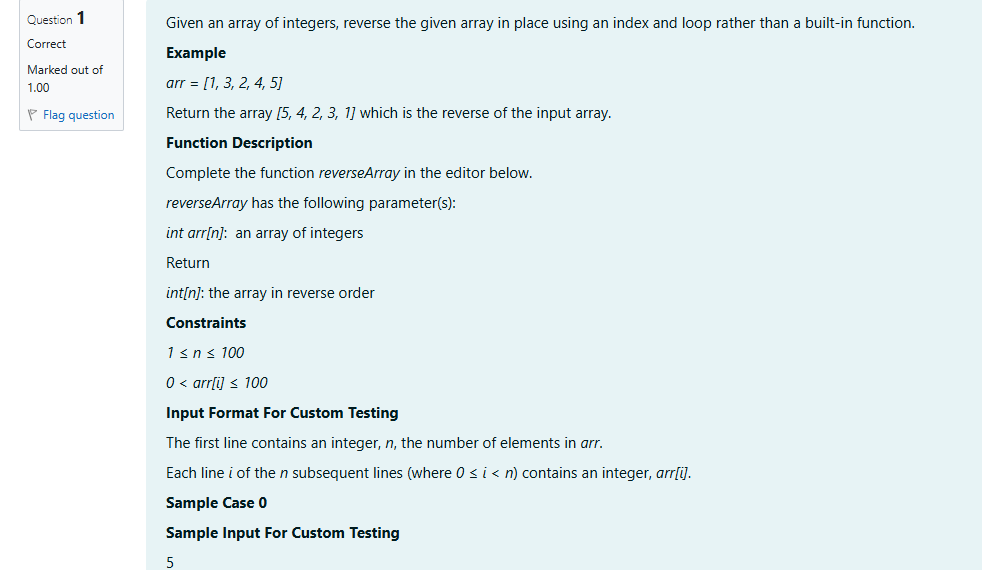 Question 1
Correct
Marked out of
1.00
Flag question
Given an array of integers, reverse the given array in place using an index and loop rather than a built-in function.
Example
arr = [1, 3, 2, 4, 5]
Return the array [5, 4, 2, 3, 1] which is the reverse of the input array.
Function Description
Complete the function reverseArray in the editor below.
reverseArray has the following parameter(s):
int arr[n]: an array of integers
Return
int[n]: the array in reverse order
Constraints
1 ≤ n ≤ 100
0 < arr[i] ≤ 100
Input Format For Custom Testing
The first line contains an integer, n, the number of elements in arr.
Each line i of the n subsequent lines (where 0 ≤ i < n) contains an integer, arr[i].
Sample Case 0
Sample Input For Custom Testing
5